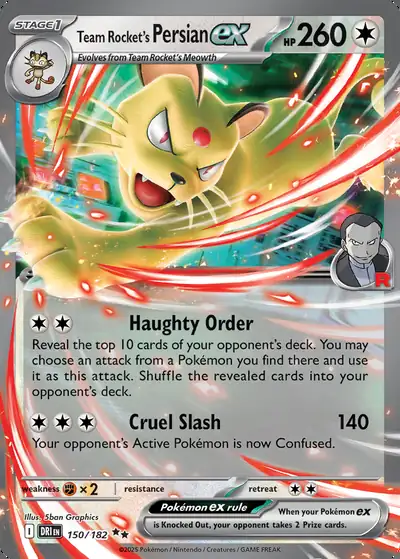 STAGE1
Team Rocket's Persian ex
HP 260
Evolves from Team Rocket's Meowth
R
Haughty Order
Reveal the top 10 cards of your opponent's deck. You may
choose an attack from a Pokémon you find there and use
it as this attack. Shuffle the revealed cards into your
opponent's deck.
Cruel Slash 140
Your opponent's Active Pokémon is now Confused.
weakness ×2 resistance retreat
Illus. 5ban Graphics
I DRI EN 150/182
Pokémon ex rule
When your Pokémon ex
is Knocked Out, your opponent takes 2 Prize cards.
©2025 Pokémon / Nintendo / Creatures / GAME FREAK